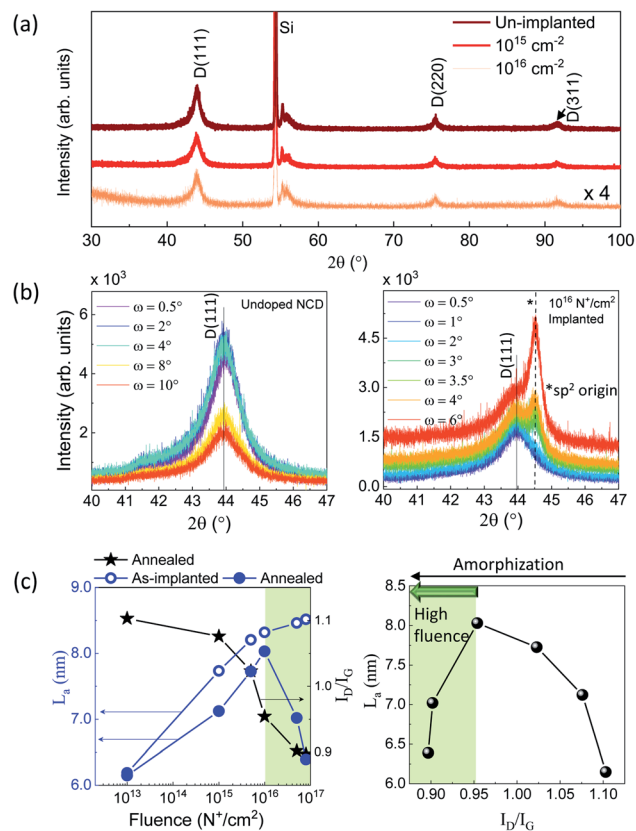 (a)
Intensity (arb. units)
D(111)
Si
D(220)
D(311)
Un-implanted
10¹⁵ cm⁻²
10¹⁶ cm⁻²
x 4
30 40 50 60 70 80 90 100
2θ (°)
(b)
x 10³
Intensity (arb. units)
6
4
2
ω = 0.5°
ω = 2°
ω = 4°
ω = 8°
ω = 10°
D(111)
Undoped NCD
40 41 42 43 44 45 46 47
2θ (°)
x 10³
4.5
3.0
1.5
0.0
ω = 0.5°
ω = 1°
ω = 2°
ω = 3°
ω = 3.5°
ω = 4°
ω = 6°
D(111)
*
10¹⁶ N⁺/cm²
Implanted
*sp² origin
40 41 42 43 44 45 46 47
2θ (°)
(c)
Annealed
As-implanted
Annealed
Lₐ (nm)
9.0
8.0
7.0
6.0
1.1
1.0
0.9
I_D/I_G
10¹³ 10¹⁴ 10¹⁵ 10¹⁶ 10¹⁷
Fluence (N⁺/cm²)
Amorphization
High
fluence
Lₐ (nm)
8.5
8.0
7.5
7.0
6.5
6.0
0.90 0.95 1.00 1.05 1.10
I_D/I_G